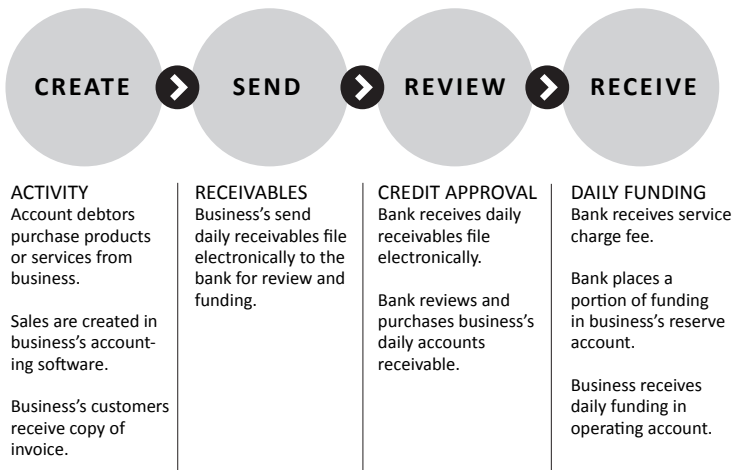 CREATE
SEND
REVIEW
RECEIVE
ACTIVITY
Account debtors
purchase products
or services from
business.
Sales are created in
business's account-
ing software.
Business's customers
receive copy of
invoice.
RECEIVABLES
Business's send
daily receivables file
electronically to the
bank for review and
funding.
CREDIT APPROVAL
Bank receives daily
receivables file
electronically.
Bank reviews and
purchases business's
daily accounts
receivable.
DAILY FUNDING
Bank receives service
charge fee.
Bank places a
portion of funding
in business's reserve
account.
Business receives
daily funding in
operating account.